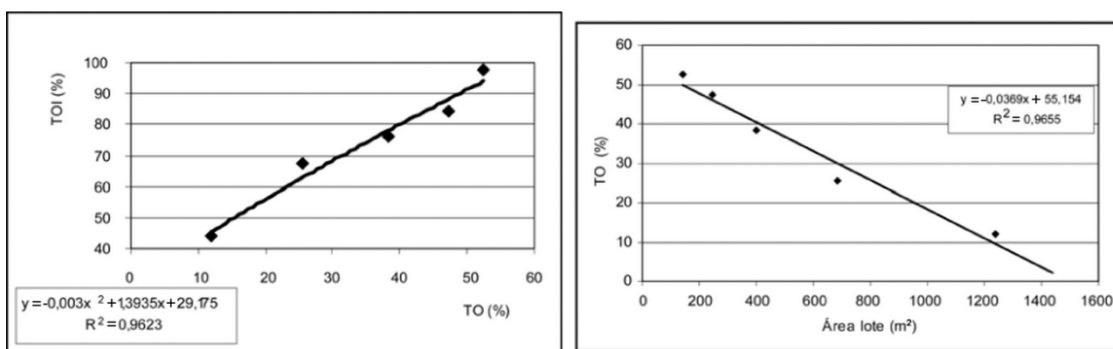 TOI (%)
100
90
80
70
60
50
40
0 10 20 30 40 50 60
TO (%)
y = -0,003x ² + 1,3935x + 29,175
R² = 0,9623
TO (%)
60
50
40
30
20
10
0
0 200 400 600 800 1000 1200 1400 1600
Área lote (m²)
y = -0,0369x + 55,154
R² = 0,9655